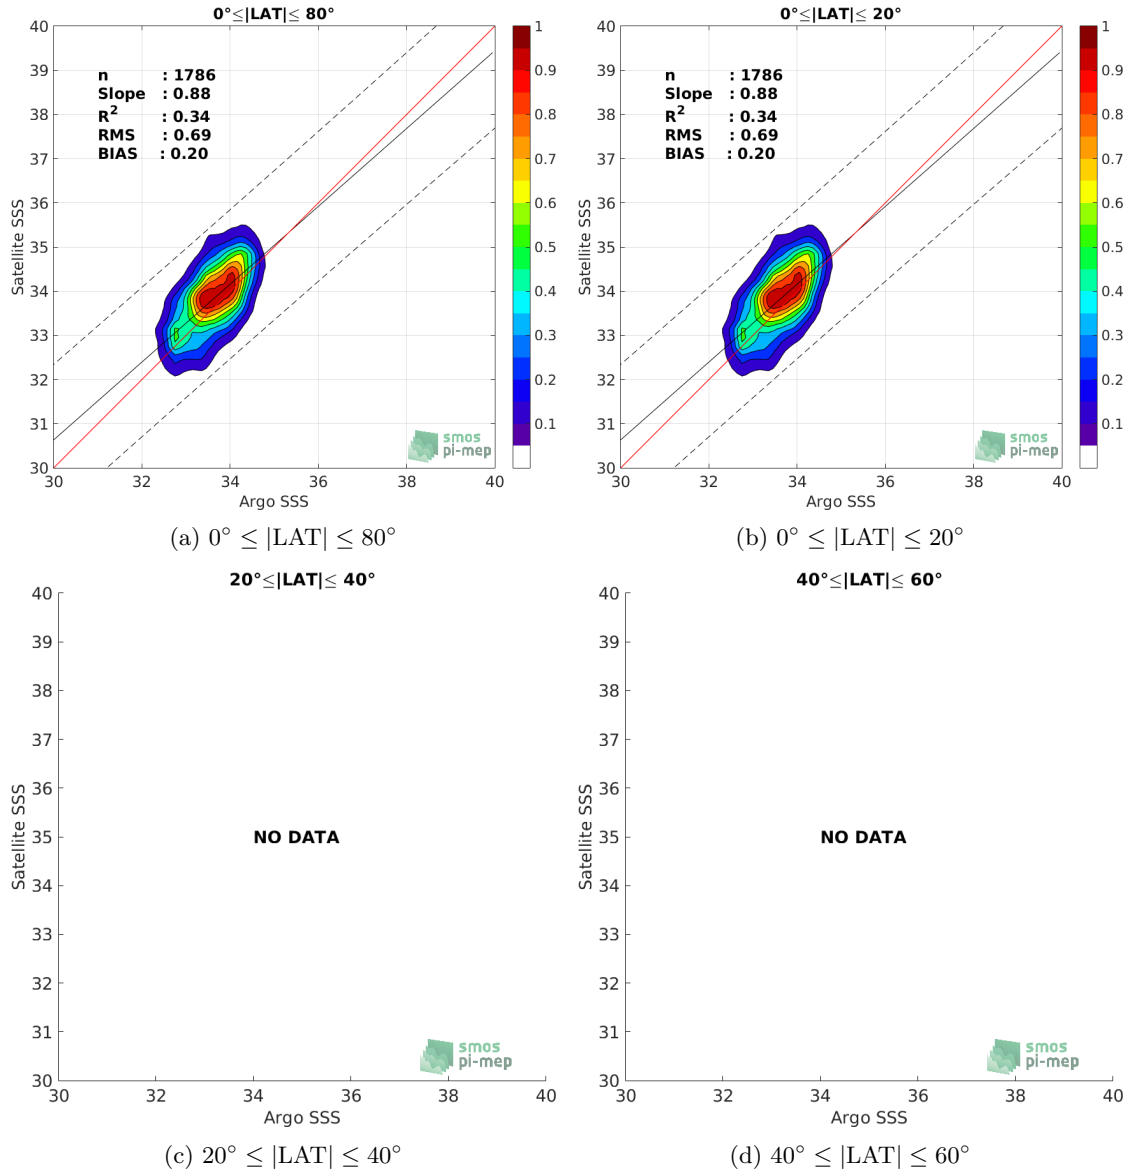 0°≤|LAT|≤ 80°
40
39
38
37
36
35
34
33
32
31
30
Satellite SSS
n : 1786
Slope : 0.88
R² : 0.34
RMS : 0.69
BIAS : 0.20
smos
pi-mep
30 32 34 36 38 40
Argo SSS
1
0.9
0.8
0.7
0.6
0.5
0.4
0.3
0.2
0.1
(a) 0° ≤ |LAT| ≤ 80°
0°≤|LAT|≤ 20°
40
39
38
37
36
35
34
33
32
31
30
Satellite SSS
n : 1786
Slope : 0.88
R² : 0.34
RMS : 0.69
BIAS : 0.20
smos
pi-mep
30 32 34 36 38 40
Argo SSS
1
0.9
0.8
0.7
0.6
0.5
0.4
0.3
0.2
0.1
(b) 0° ≤ |LAT| ≤ 20°
20°≤|LAT|≤ 40°
40
39
38
37
36
35
34
33
32
31
30
Satellite SSS
NO DATA
smos
pi-mep
30 32 34 36 38 40
Argo SSS
(c) 20° ≤ |LAT| ≤ 40°
40°≤|LAT|≤ 60°
40
39
38
37
36
35
34
33
32
31
30
Satellite SSS
NO DATA
smos
pi-mep
30 32 34 36 38 40
Argo SSS
(d) 40° ≤ |LAT| ≤ 60°